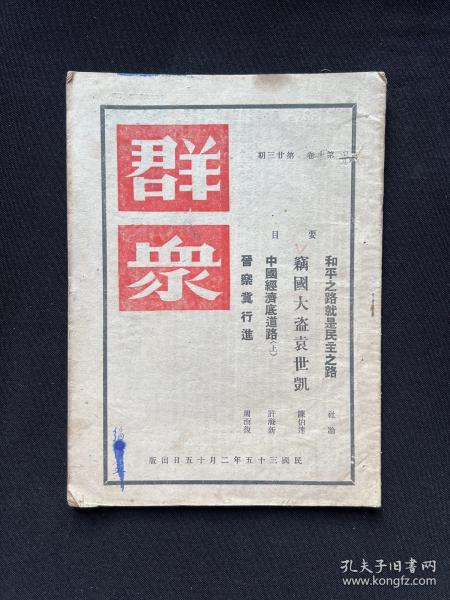 群
眾
第十卷 第廿三期
要目
和平之路就是民主之路 社論
竊國大盜袁世凱 陳伯達
中國經濟底道路(上) 許滌新
晉察冀行進 周而復
民國三十五年二月十五日出版
孔夫子旧书网
www.kongfz.com